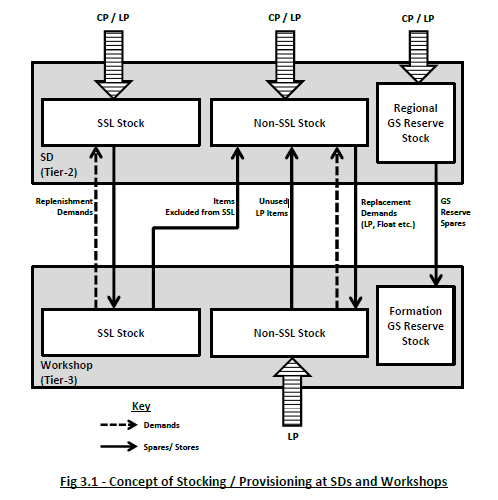 CP / LP
CP / LP
CP / LP
SSL Stock
Non-SSL Stock
Regional
GS Reserve
Stock
SD
(Tier-2)
Replenishment
Demands
Items
Excluded from SSL
Unused
LP Items
Replacement
Demands
(LP, Float etc.)
GS
Reserve
Spares
SSL Stock
Non-SSL Stock
Formation
GS Reserve
Stock
Workshop
(Tier-3)
LP
Key
Demands
Spares/ Stores
Fig 3.1 - Concept of Stocking / Provisioning at SDs and Workshops